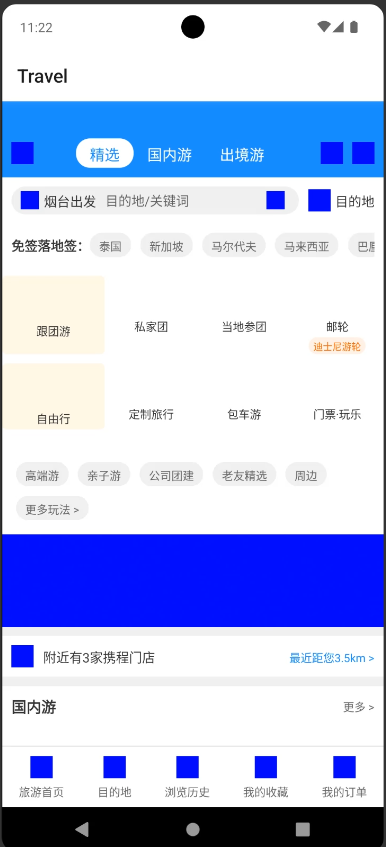 11:22
Travel
精选 国内游 出境游
烟台出发 目的地/关键词 目的地
免签落地签: 泰国 新加坡 马尔代夫 马来西亚
跟团游 私家团 当地参团 邮轮
迪士尼游轮
自由行 定制旅行 包车游 门票·玩乐
高端游 亲子游 公司团建 老友精选 周边
更多玩法 >
附近有3家携程门店 最近距您3.5km >
国内游 更多 >
旅游首页 目的地 浏览历史 我的收藏 我的订单